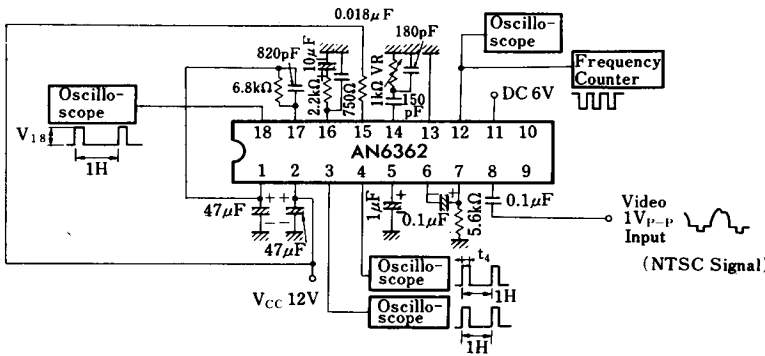 0.018μF
180pF
Oscillo-
scope
820pF
10μF
Frequency
Counter
6.8kΩ
2.2kΩ
750Ω
1kΩ VR
150
pF
DC 6V
Oscillo-
scope
V18
1H
18 17 16 15 14 13 12 11 10
AN6362
1 2 3 4 5 6 7 8 9
47μF
+ +
- -
47μF
1μF
+
-
+
0.1μF
5.6kΩ
0.1μF
Video
1VP-P
Input
(NTSC Signal)
VCC 12V
Oscillo-
scope
t4
1H
Oscillo-
scope
1H